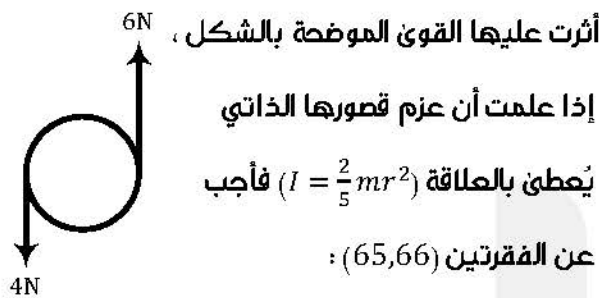 6N
أثرت عليها القوى الموضحة بالشكل ،
إذا علمت أن عزم قصورها الذاتي
يُعطى بالعلاقة (I = 2/5 mr²) فأجب
عن الفقرتين (65,66) :
4N